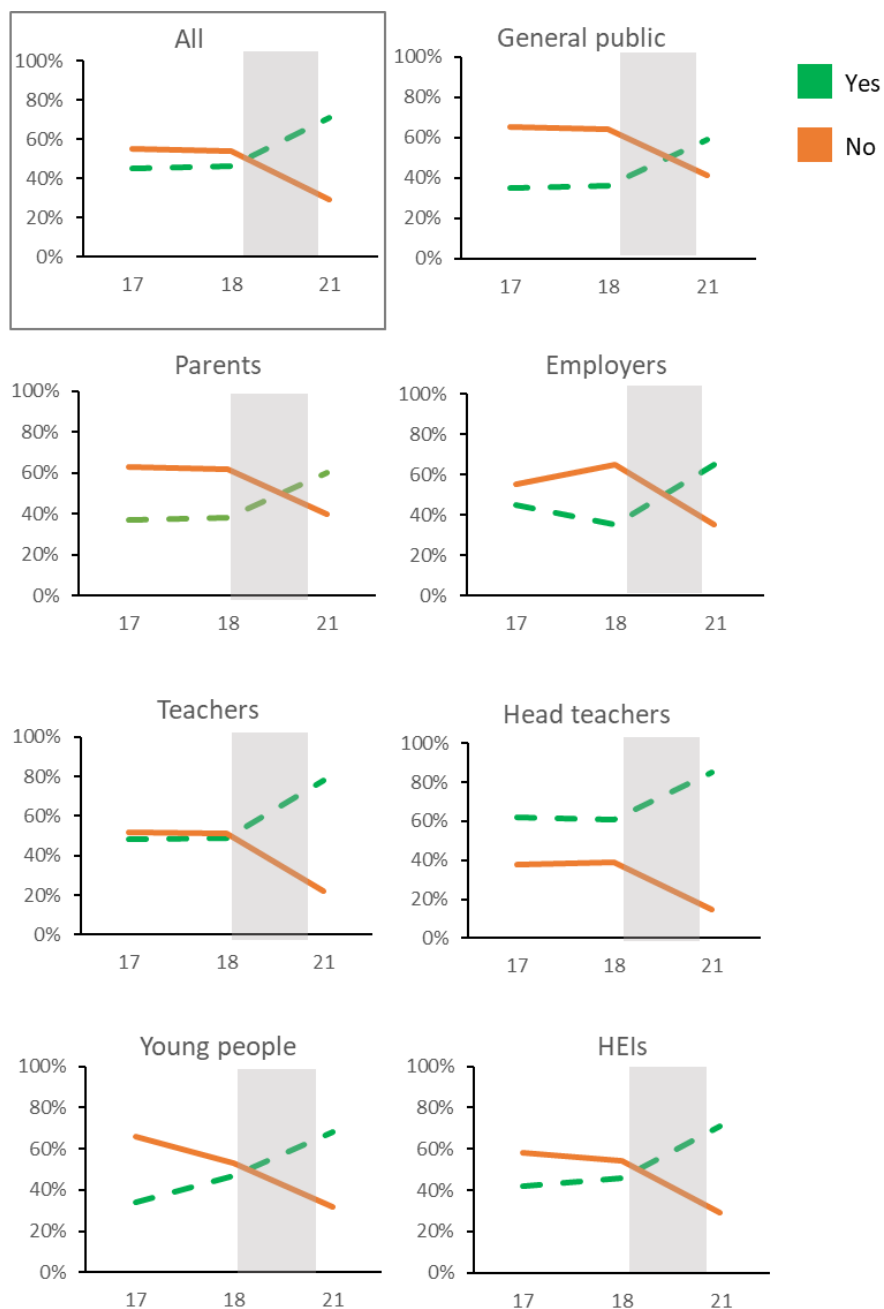 All
100%
80%
60%
40%
20%
0%
17 18 21
General public
100%
80%
60%
40%
20%
0%
17 18 21
Yes
No
Parents
100%
80%
60%
40%
20%
0%
17 18 21
Employers
100%
80%
60%
40%
20%
0%
17 18 21
Teachers
100%
80%
60%
40%
20%
0%
17 18 21
Head teachers
100%
80%
60%
40%
20%
0%
17 18 21
Young people
100%
80%
60%
40%
20%
0%
17 18 21
HEIs
100%
80%
60%
40%
20%
0%
17 18 21